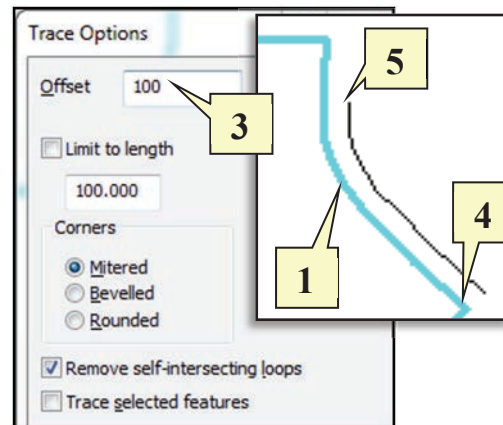 Trace Options
Offset 100
Limit to length
100.000
Corners
Mitered
Bevelled
Rounded
Remove self-intersecting loops
Trace selected features
3
5
1
4